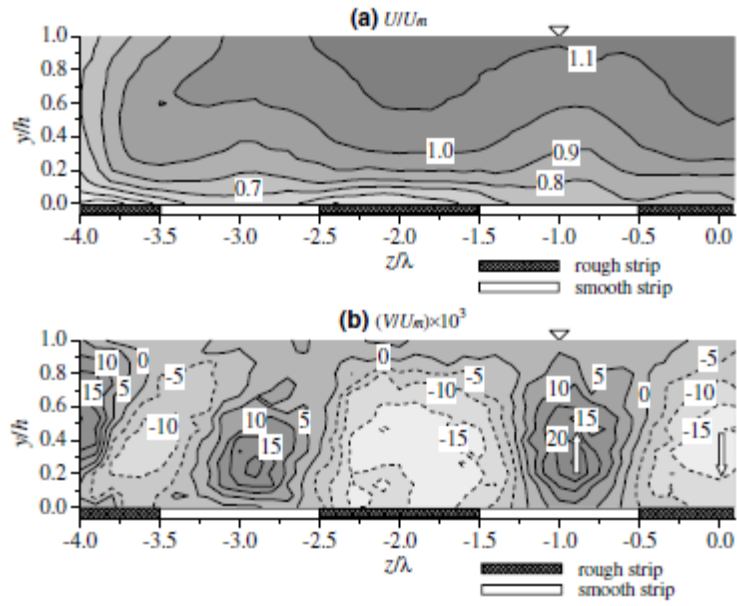 (a) U/Um
1.0
0.8
0.6
0.4
0.2
0.0
y/h
1.1
1.0
0.9
0.7
0.8
-4.0 -3.5 -3.0 -2.5 -2.0 -1.5 -1.0 -0.5 0.0
z/λ
rough strip
smooth strip
(b) (V/Um)×10³
1.0
0.8
0.6
0.4
0.2
0.0
y/h
10 0 0 -5
15 5 -5 -5 10 5 0 -10
-10 10 5 -10 15 -15
15 -15 20
-4.0 -3.5 -3.0 -2.5 -2.0 -1.5 -1.0 -0.5 0.0
z/λ
rough strip
smooth strip